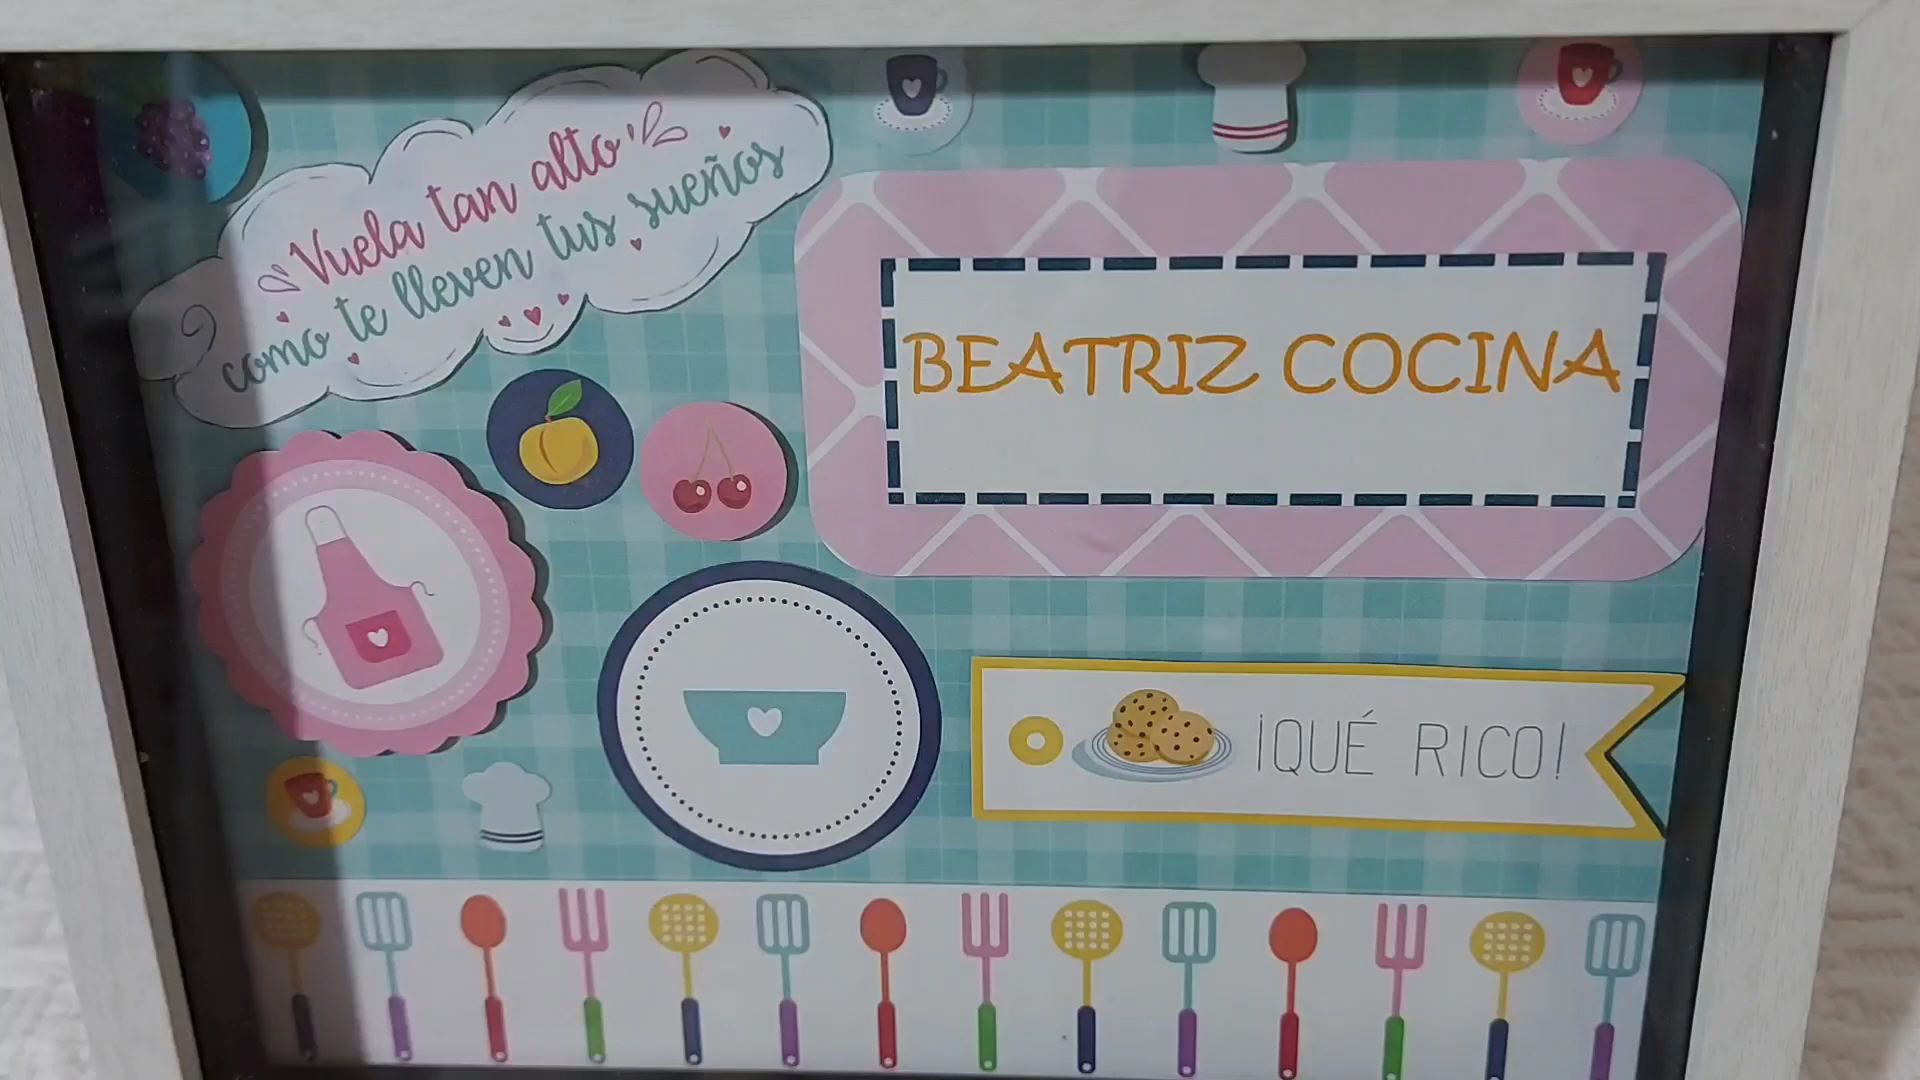 Vuela tan alto
como te lleven tus sueños
BEATRIZ COCINA
¡QUÉ RICO!